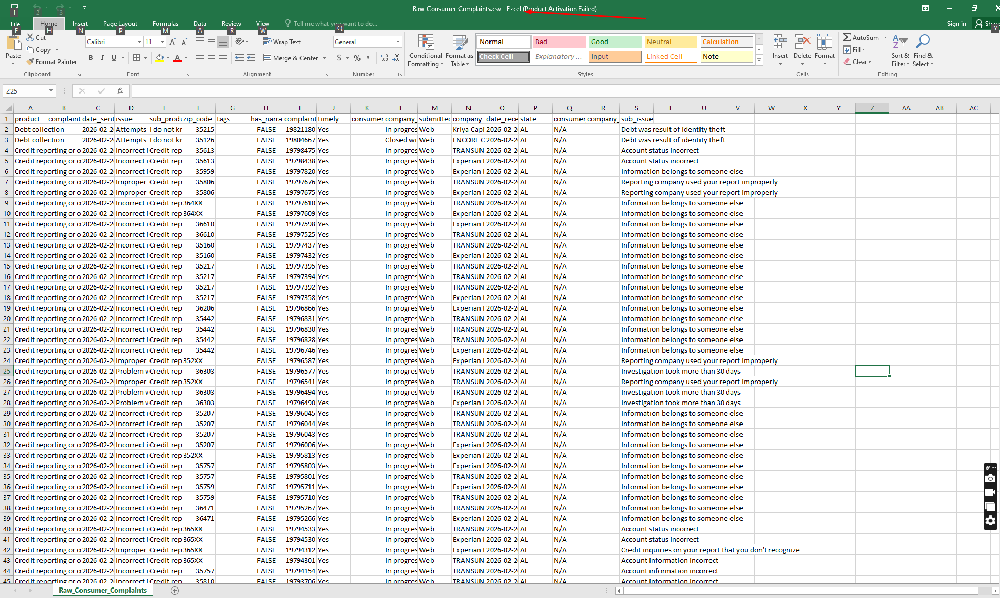 1 2 3 Raw_Consumer_Complaints.csv - Excel (Product Activation Failed)
File Home Insert Page Layout Formulas Data Review View Tell me what you want to do... Sign in Share
F H N P M A R W Q Y
Paste Cut Copy Format Painter Clipboard
Calibri 11 B I U A Font
Wrap Text Merge & Center Alignment
General $ % , Number
Conditional Formatting Format as Table
Normal Bad Good Neutral Calculation
Check Cell Explanatory ... Input Linked Cell Note
Styles
Insert Delete Format Cells
AutoSum Fill Clear Sort & Filter Find & Select Editing
Z25 fx
A B C D E F G H I J K L M N O P Q R S T U V W X Y Z AA AB AC
1 product complaint date_sent issue sub_produ zip_code tags has_narra complaint timely consumer company_ submitted company date_rece state consumer company_ sub_issue
2 Debt collection 2026-02-2 Attempts I do not kr 35215 FALSE 19821180 Yes In progres Web Kriya Capi 2026-02-2 AL N/A Debt was result of identity theft
3 Debt collection 2026-02-2 Attempts I do not kr 35126 FALSE 19804667 Yes Closed wi Web ENCORE C 2026-02-2 AL N/A Debt was result of identity theft
4 Credit reporting or o 2026-02-2 Incorrect i Credit rep 35613 FALSE 19798475 Yes In progres Web TRANSUN 2026-02-2 AL N/A Account status incorrect
5 Credit reporting or o 2026-02-2 Incorrect i Credit rep 35613 FALSE 19798438 Yes In progres Web Experian I 2026-02-2 AL N/A Account status incorrect
6 Credit reporting or o 2026-02-2 Incorrect i Credit rep 35959 FALSE 19797820 Yes In progres Web Experian I 2026-02-2 AL N/A Information belongs to someone else
7 Credit reporting or o 2026-02-2 Improper Credit rep 35806 FALSE 19797676 Yes In progres Web TRANSUN 2026-02-2 AL N/A Reporting company used your report improperly
8 Credit reporting or o 2026-02-2 Improper Credit rep 35806 FALSE 19797675 Yes In progres Web Experian I 2026-02-2 AL N/A Reporting company used your report improperly
9 Credit reporting or o 2026-02-2 Incorrect i Credit rep 364XX FALSE 19797610 Yes In progres Web TRANSUN 2026-02-2 AL N/A Information belongs to someone else
10 Credit reporting or o 2026-02-2 Incorrect i Credit rep 364XX FALSE 19797609 Yes In progres Web Experian I 2026-02-2 AL N/A Information belongs to someone else
11 Credit reporting or o 2026-02-2 Incorrect i Credit rep 36610 FALSE 19797598 Yes In progres Web Experian I 2026-02-2 AL N/A Information belongs to someone else
12 Credit reporting or o 2026-02-2 Incorrect i Credit rep 36610 FALSE 19797525 Yes In progres Web TRANSUN 2026-02-2 AL N/A Information belongs to someone else
13 Credit reporting or o 2026-02-2 Incorrect i Credit rep 35160 FALSE 19797437 Yes In progres Web TRANSUN 2026-02-2 AL N/A Information belongs to someone else
14 Credit reporting or o 2026-02-2 Incorrect i Credit rep 35160 FALSE 19797432 Yes In progres Web Experian I 2026-02-2 AL N/A Information belongs to someone else
15 Credit reporting or o 2026-02-2 Incorrect i Credit rep 35217 FALSE 19797395 Yes In progres Web TRANSUN 2026-02-2 AL N/A Information belongs to someone else
16 Credit reporting or o 2026-02-2 Incorrect i Credit rep 35217 FALSE 19797394 Yes In progres Web TRANSUN 2026-02-2 AL N/A Information belongs to someone else
17 Credit reporting or o 2026-02-2 Incorrect i Credit rep 35217 FALSE 19797392 Yes In progres Web TRANSUN 2026-02-2 AL N/A Information belongs to someone else
18 Credit reporting or o 2026-02-2 Incorrect i Credit rep 35217 FALSE 19797358 Yes In progres Web Experian I 2026-02-2 AL N/A Information belongs to someone else
19 Credit reporting or o 2026-02-2 Incorrect i Credit rep 36206 FALSE 19796866 Yes In progres Web Experian I 2026-02-2 AL N/A Information belongs to someone else
20 Credit reporting or o 2026-02-2 Incorrect i Credit rep 35442 FALSE 19796831 Yes In progres Web TRANSUN 2026-02-2 AL N/A Information belongs to someone else
21 Credit reporting or o 2026-02-2 Incorrect i Credit rep 35442 FALSE 19796830 Yes In progres Web TRANSUN 2026-02-2 AL N/A Information belongs to someone else
22 Credit reporting or o 2026-02-2 Incorrect i Credit rep 35442 FALSE 19796828 Yes In progres Web TRANSUN 2026-02-2 AL N/A Information belongs to someone else
23 Credit reporting or o 2026-02-2 Incorrect i Credit rep 35442 FALSE 19796746 Yes In progres Web Experian I 2026-02-2 AL N/A Information belongs to someone else
24 Credit reporting or o 2026-02-2 Improper Credit rep 352XX FALSE 19796587 Yes In progres Web Experian I 2026-02-2 AL N/A Reporting company used your report improperly
25 Credit reporting or o 2026-02-2 Problem w Credit rep 36303 FALSE 19796577 Yes In progres Web TRANSUN 2026-02-2 AL N/A Investigation took more than 30 days
26 Credit reporting or o 2026-02-2 Improper Credit rep 352XX FALSE 19796541 Yes In progres Web TRANSUN 2026-02-2 AL N/A Reporting company used your report improperly
27 Credit reporting or o 2026-02-2 Problem w Credit rep 36303 FALSE 19796494 Yes In progres Web TRANSUN 2026-02-2 AL N/A Investigation took more than 30 days
28 Credit reporting or o 2026-02-2 Problem w Credit rep 36303 FALSE 19796490 Yes In progres Web Experian I 2026-02-2 AL N/A Investigation took more than 30 days
29 Credit reporting or o 2026-02-2 Incorrect i Credit rep 35207 FALSE 19796045 Yes In progres Web TRANSUN 2026-02-2 AL N/A Information belongs to someone else
30 Credit reporting or o 2026-02-2 Incorrect i Credit rep 35207 FALSE 19796044 Yes In progres Web TRANSUN 2026-02-2 AL N/A Information belongs to someone else
31 Credit reporting or o 2026-02-2 Incorrect i Credit rep 35207 FALSE 19796043 Yes In progres Web TRANSUN 2026-02-2 AL N/A Information belongs to someone else
32 Credit reporting or o 2026-02-2 Incorrect i Credit rep 35207 FALSE 19796006 Yes In progres Web Experian I 2026-02-2 AL N/A Information belongs to someone else
33 Credit reporting or o 2026-02-2 Incorrect i Credit rep 352XX FALSE 19795813 Yes In progres Web Experian I 2026-02-2 AL N/A Information belongs to someone else
34 Credit reporting or o 2026-02-2 Incorrect i Credit rep 35757 FALSE 19795803 Yes In progres Web Experian I 2026-02-2 AL N/A Information belongs to someone else
35 Credit reporting or o 2026-02-2 Incorrect i Credit rep 35757 FALSE 19795801 Yes In progres Web TRANSUN 2026-02-2 AL N/A Information belongs to someone else
36 Credit reporting or o 2026-02-2 Incorrect i Credit rep 35759 FALSE 19795711 Yes In progres Web Experian I 2026-02-2 AL N/A Information belongs to someone else
37 Credit reporting or o 2026-02-2 Incorrect i Credit rep 35759 FALSE 19795710 Yes In progres Web TRANSUN 2026-02-2 AL N/A Information belongs to someone else
38 Credit reporting or o 2026-02-2 Incorrect i Credit rep 36471 FALSE 19795267 Yes In progres Web TRANSUN 2026-02-2 AL N/A Information belongs to someone else
39 Credit reporting or o 2026-02-2 Incorrect i Credit rep 36471 FALSE 19795266 Yes In progres Web Experian I 2026-02-2 AL N/A Information belongs to someone else
40 Credit reporting or o 2026-02-2 Incorrect i Credit rep 365XX FALSE 19794533 Yes In progres Web TRANSUN 2026-02-2 AL N/A Account status incorrect
41 Credit reporting or o 2026-02-2 Incorrect i Credit rep 365XX FALSE 19794530 Yes In progres Web Experian I 2026-02-2 AL N/A Account status incorrect
42 Credit reporting or o 2026-02-2 Improper Credit rep 365XX FALSE 19794312 Yes In progres Web Experian I 2026-02-2 AL N/A Credit inquiries on your report that you don't recognize
43 Credit reporting or o 2026-02-2 Incorrect i Credit rep 365XX FALSE 19794301 Yes In progres Web TRANSUN 2026-02-2 AL N/A Account information incorrect
44 Credit reporting or o 2026-02-2 Incorrect i Credit rep 35757 FALSE 19794154 Yes In progres Web TRANSUN 2026-02-2 AL N/A Account information incorrect
45 Credit reporting or o 2026-02-2 Incorrect i Credit rep 35810 FALSE 19793706 Yes In progres Web TRANSUN 2026-02-2 AL N/A Account information incorrect
Raw_Consumer_Complaints